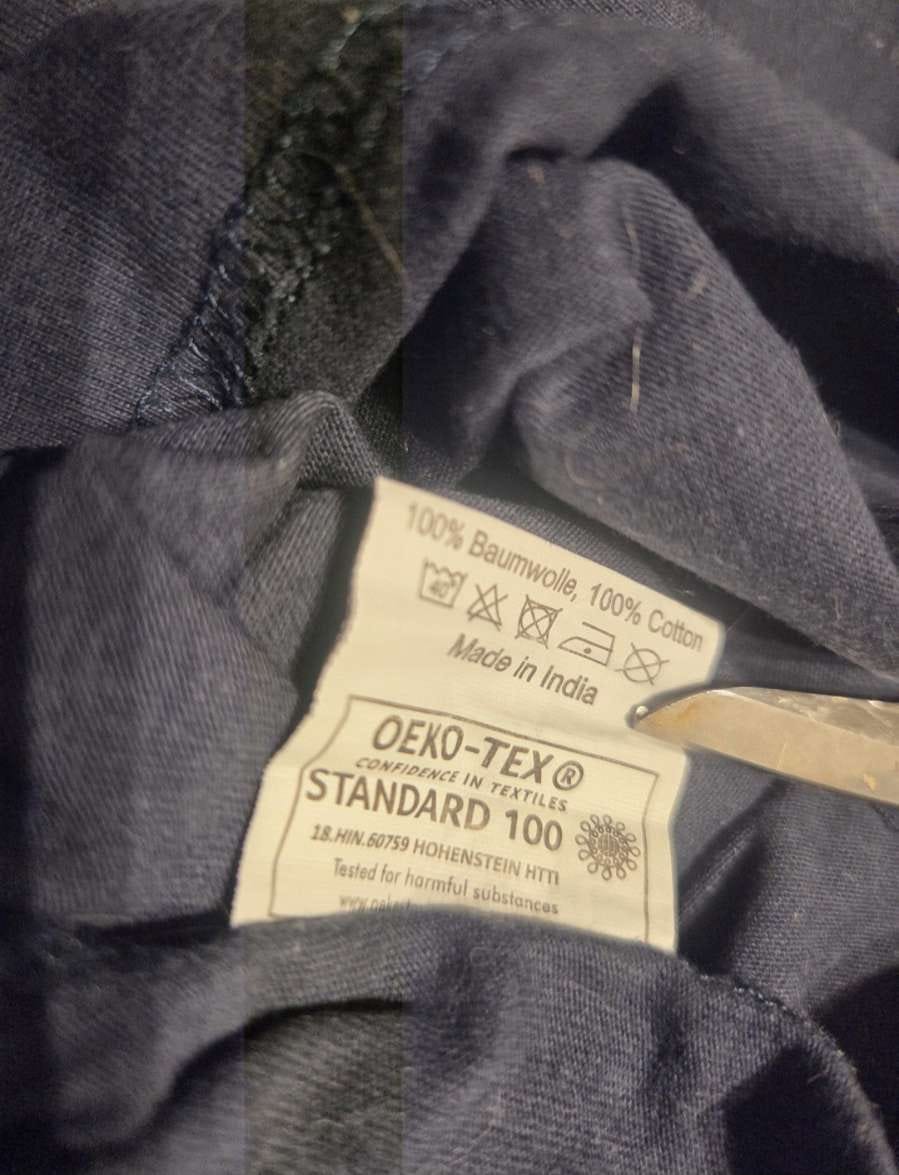 100% Baumwolle, 100% Cotton
40
Made in India
OEKO-TEX®
CONFIDENCE IN TEXTILES
STANDARD 100
18.HIN.60759 HOHENSTEIN HTTI
Tested for harmful substances